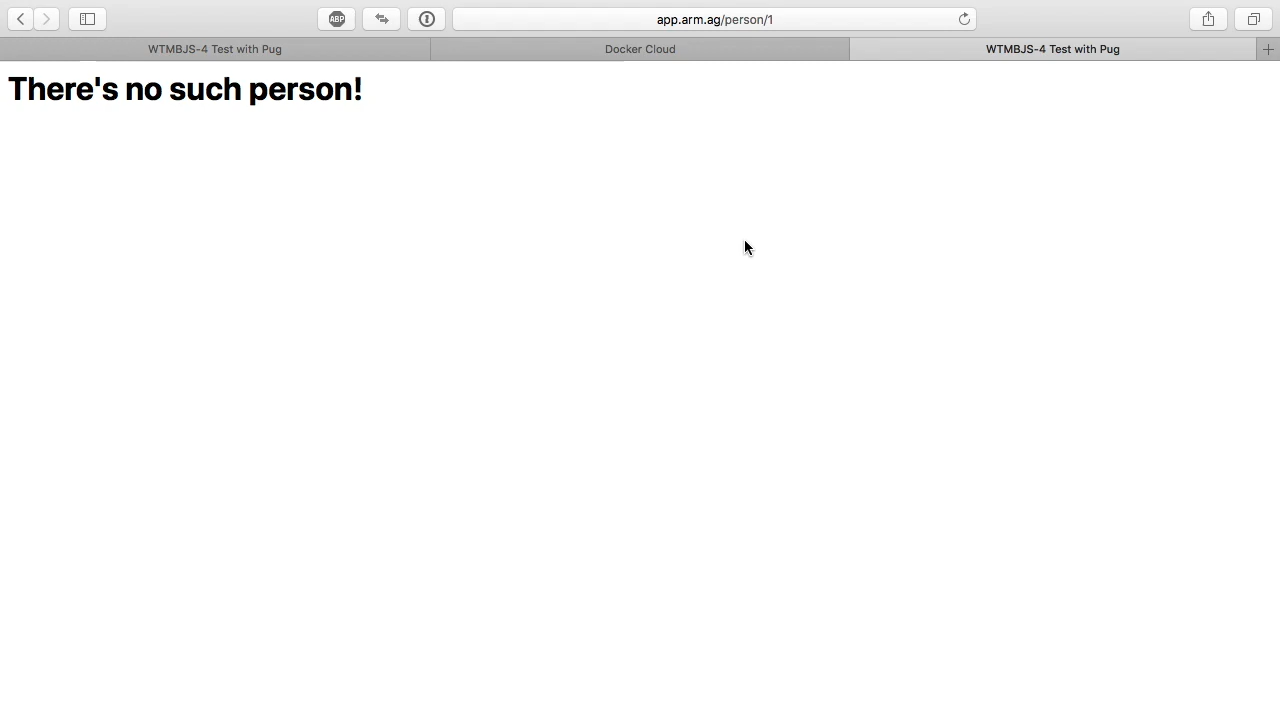 ABP
app.arm.ag/person/1
WTMBJS-4 Test with Pug
Docker Cloud
WTMBJS-4 Test with Pug
There's no such person!